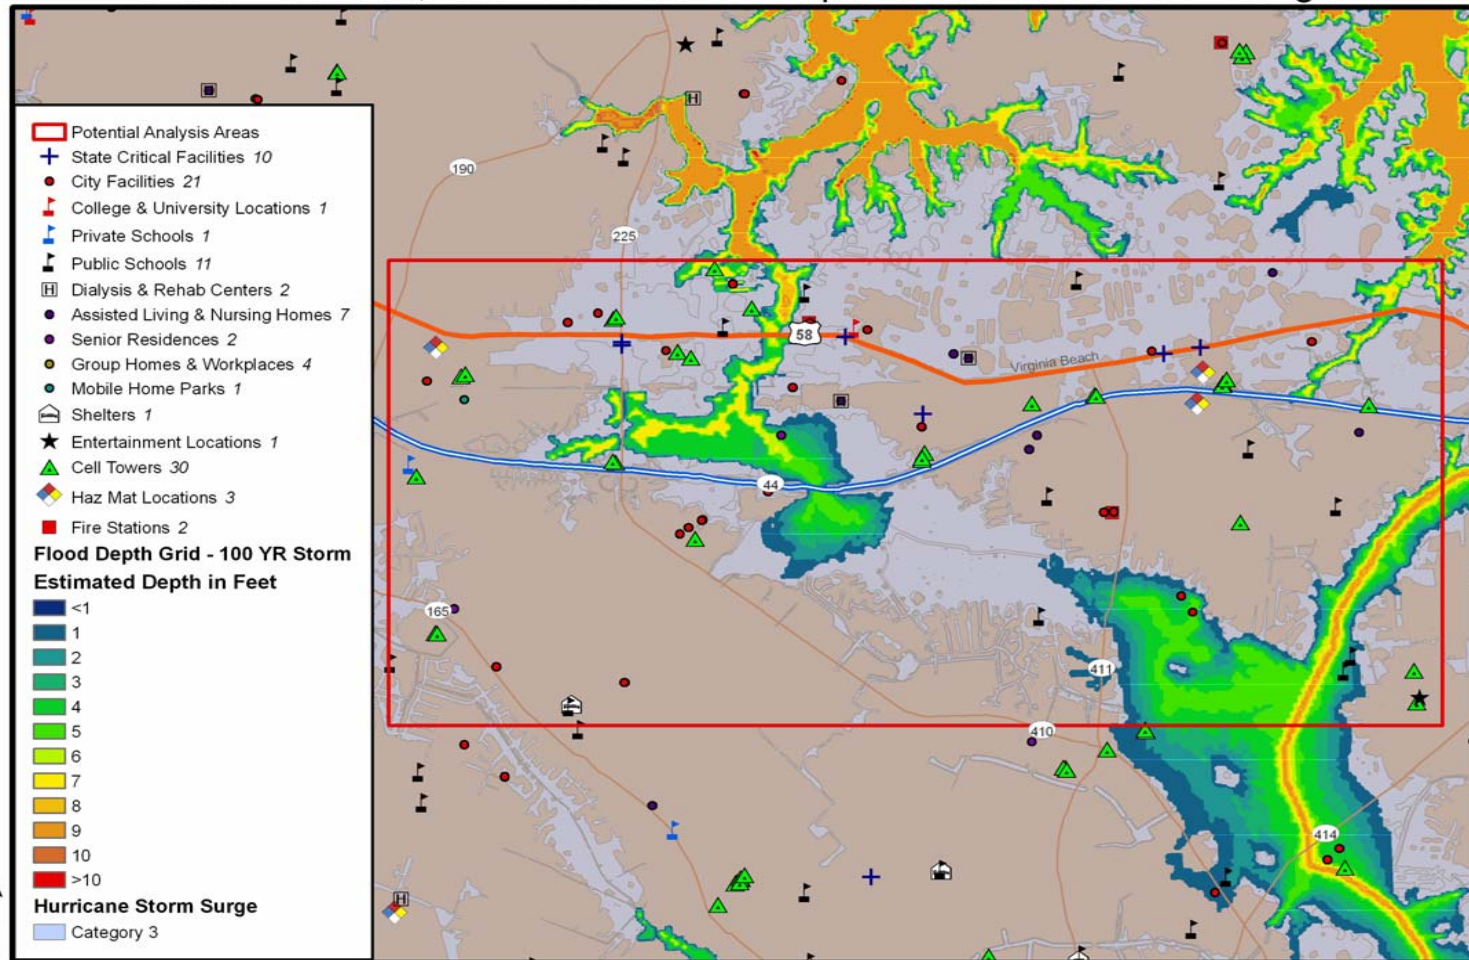 Potential Analysis Areas
State Critical Facilities 10
City Facilities 21
College & University Locations 1
Private Schools 1
Public Schools 11
H Dialysis & Rehab Centers 2
Assisted Living & Nursing Homes 7
Senior Residences 2
Group Homes & Workplaces 4
Mobile Home Parks 1
Shelters 1
Entertainment Locations 1
Cell Towers 30
Haz Mat Locations 3
Fire Stations 2
Flood Depth Grid - 100 YR Storm
Estimated Depth in Feet
<1
1
2
3
4
5
6
7
8
9
10
>10
Hurricane Storm Surge
Category 3
H
190
225
58
Virginia Beach
44
165
411
410
414
H